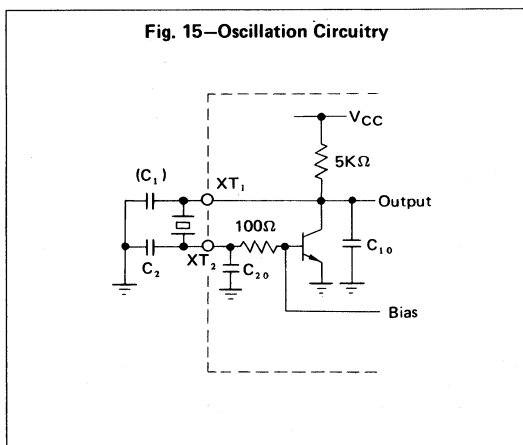 Fig. 15—Oscillation Circuitry
VCC
5KΩ
(C1)
XT1
Output
100Ω
C10
C2
XT2
C20
Bias